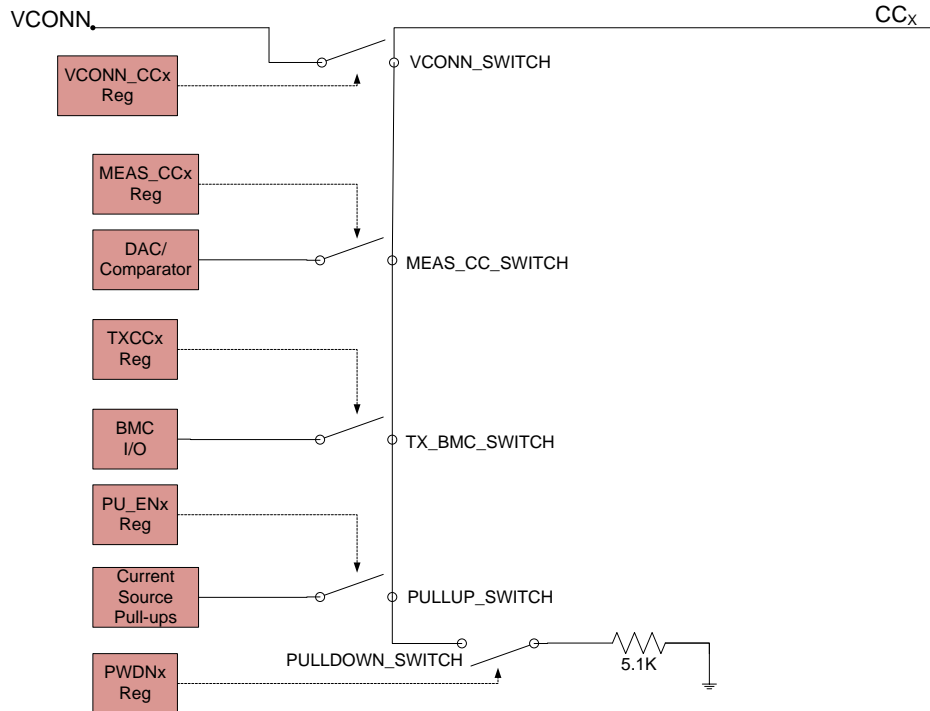 VCONN
CCX
VCONN_CCx
Reg
VCONN_SWITCH
MEAS_CCx
Reg
DAC/
Comparator
MEAS_CC_SWITCH
TXCCx
Reg
BMC
I/O
TX_BMC_SWITCH
PU_ENx
Reg
Current
Source
Pull-ups
PULLUP_SWITCH
PULLDOWN_SWITCH
5.1K
PWDNx
Reg